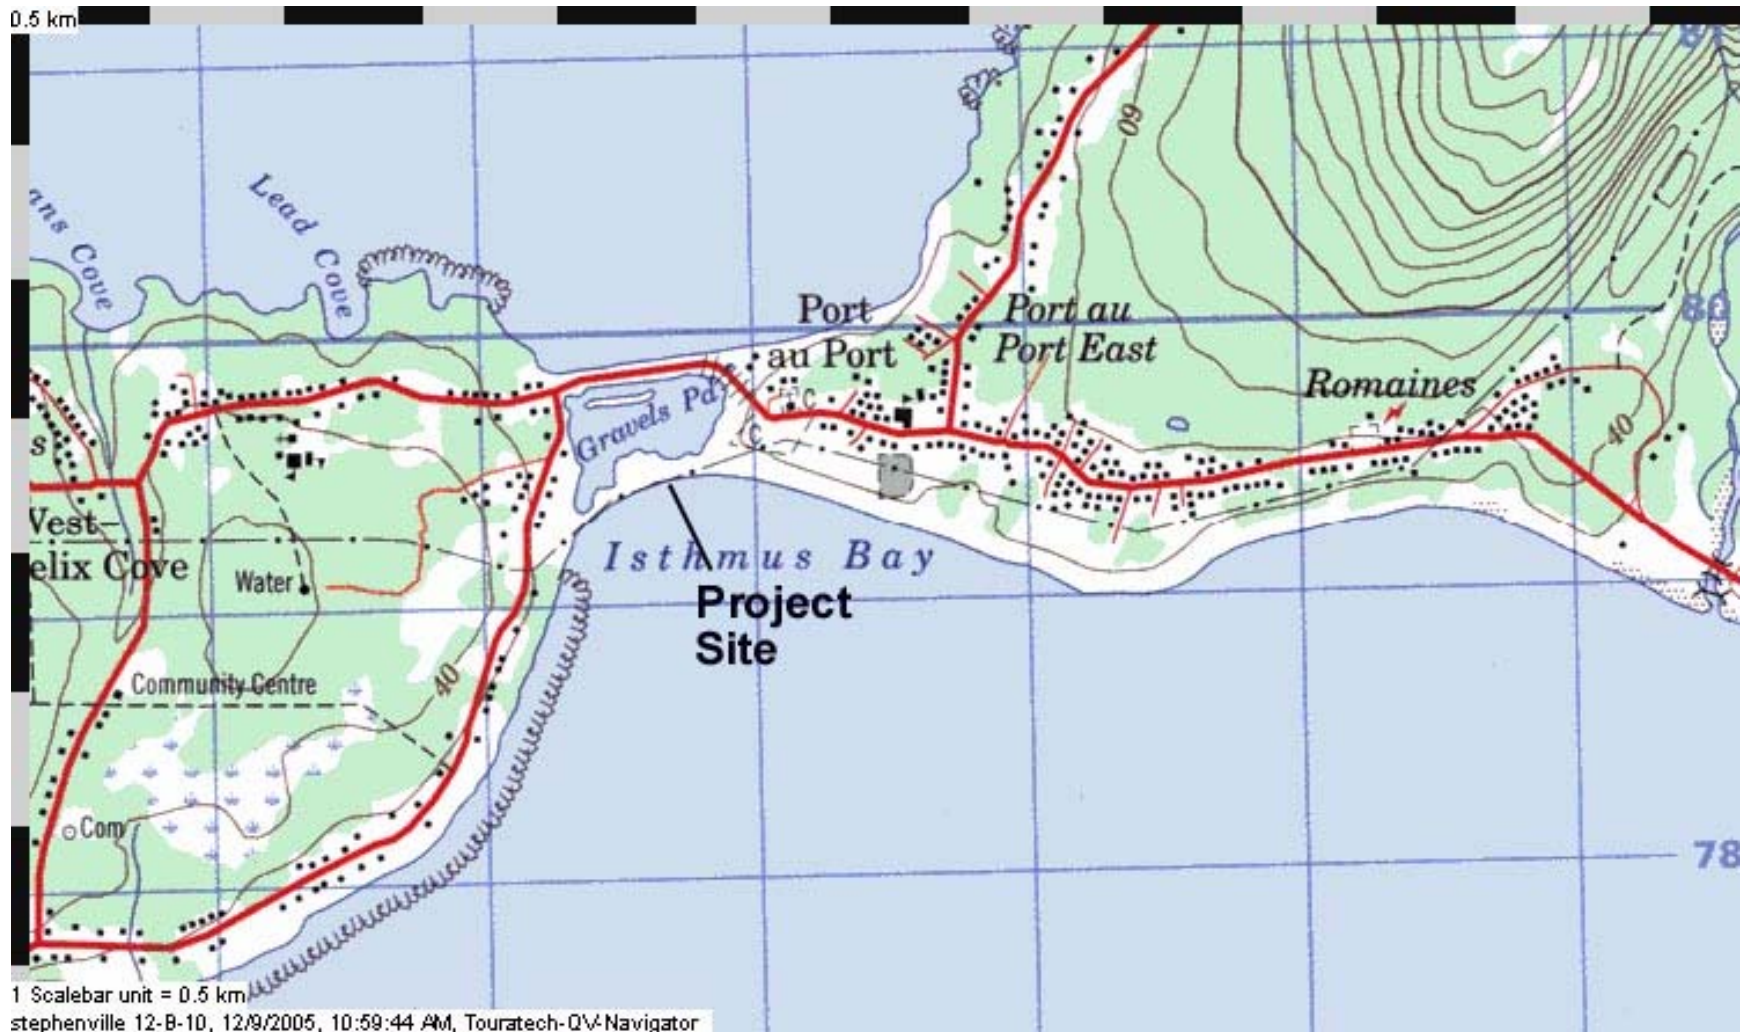 0.5 km
81
60
ans Cove
Lead Cove
Port
au Port
Port au
Port East
80
Romaines
C
C
Gravels Pd
40
s
West-
elix Cove
Isthmus Bay
Water
Project
Site
Community Centre
40
Com
78
1 Scalebar unit = 0.5 km
stephenville 12-B-10, 12/9/2005, 10:59:44 AM, Touratech-QV-Navigator